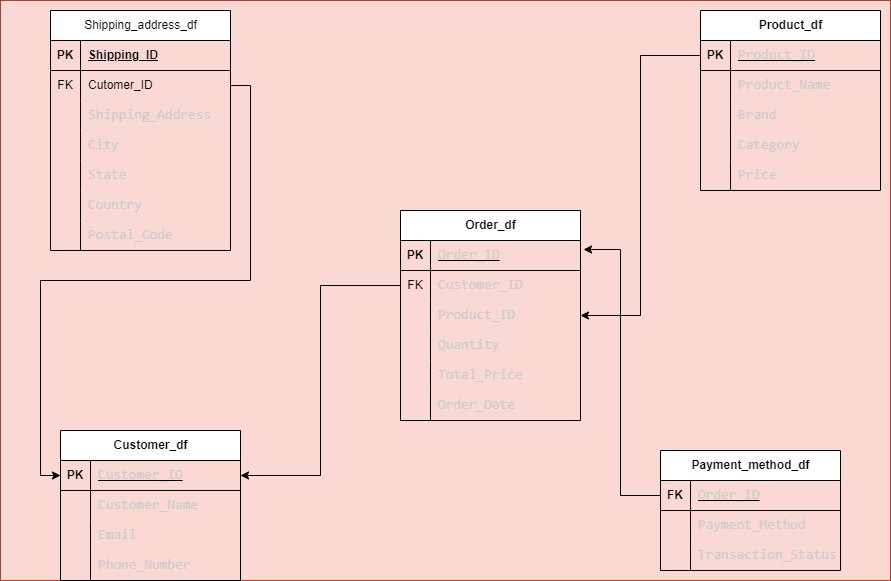 Shipping_address_df
PK Shipping_ID
FK Cutomer_ID
Shipping_Address
City
State
Country
Postal_Code
Product_df
PK Product_ID
Product_Name
Brand
Category
Price
Order_df
PK Order_ID
FK Customer_ID
Product_ID
Quantity
Total_Price
Order_Date
Customer_df
PK Customer_ID
Customer_Name
Email
Phone_Number
Payment_method_df
FK Order_ID
Payment_Method
Transaction_Status